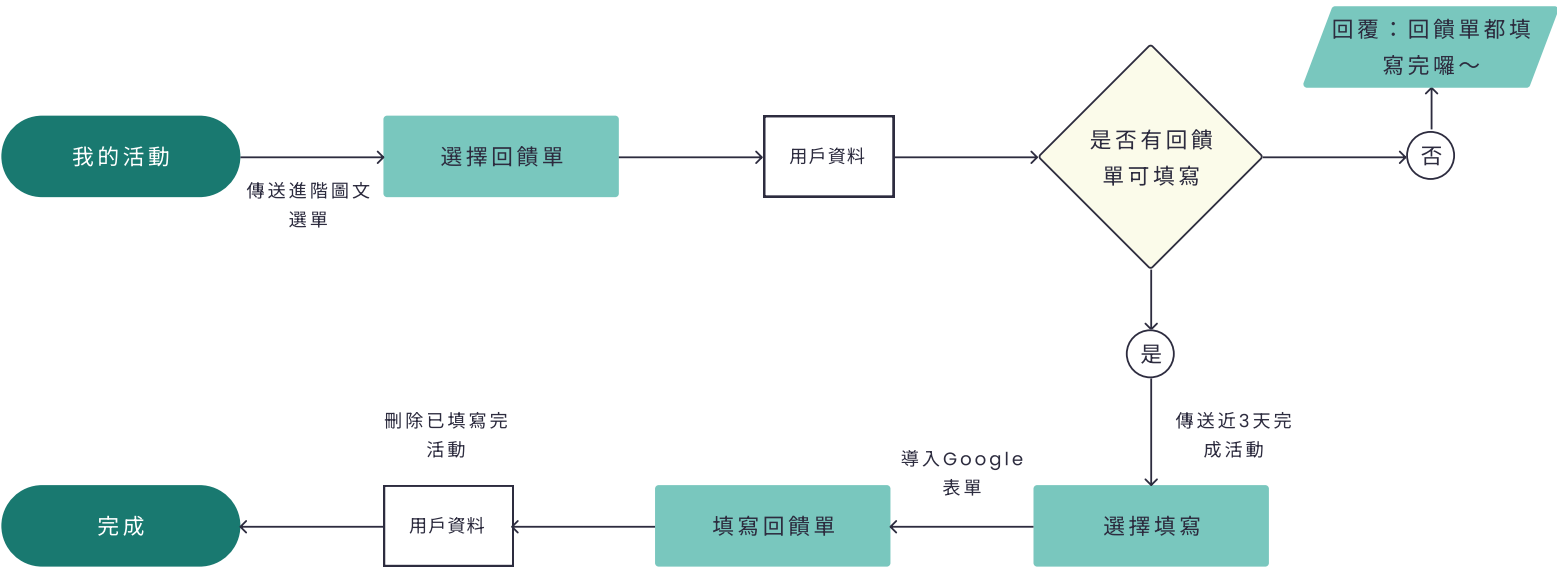 回覆：回饋單都填
寫完囉～
我的活動
傳送進階圖文
選單
選擇回饋單
用戶資料
是否有回饋
單可填寫
否
是
傳送近3天完
成活動
選擇填寫
導入Google
表單
填寫回饋單
刪除已填寫完
活動
用戶資料
完成